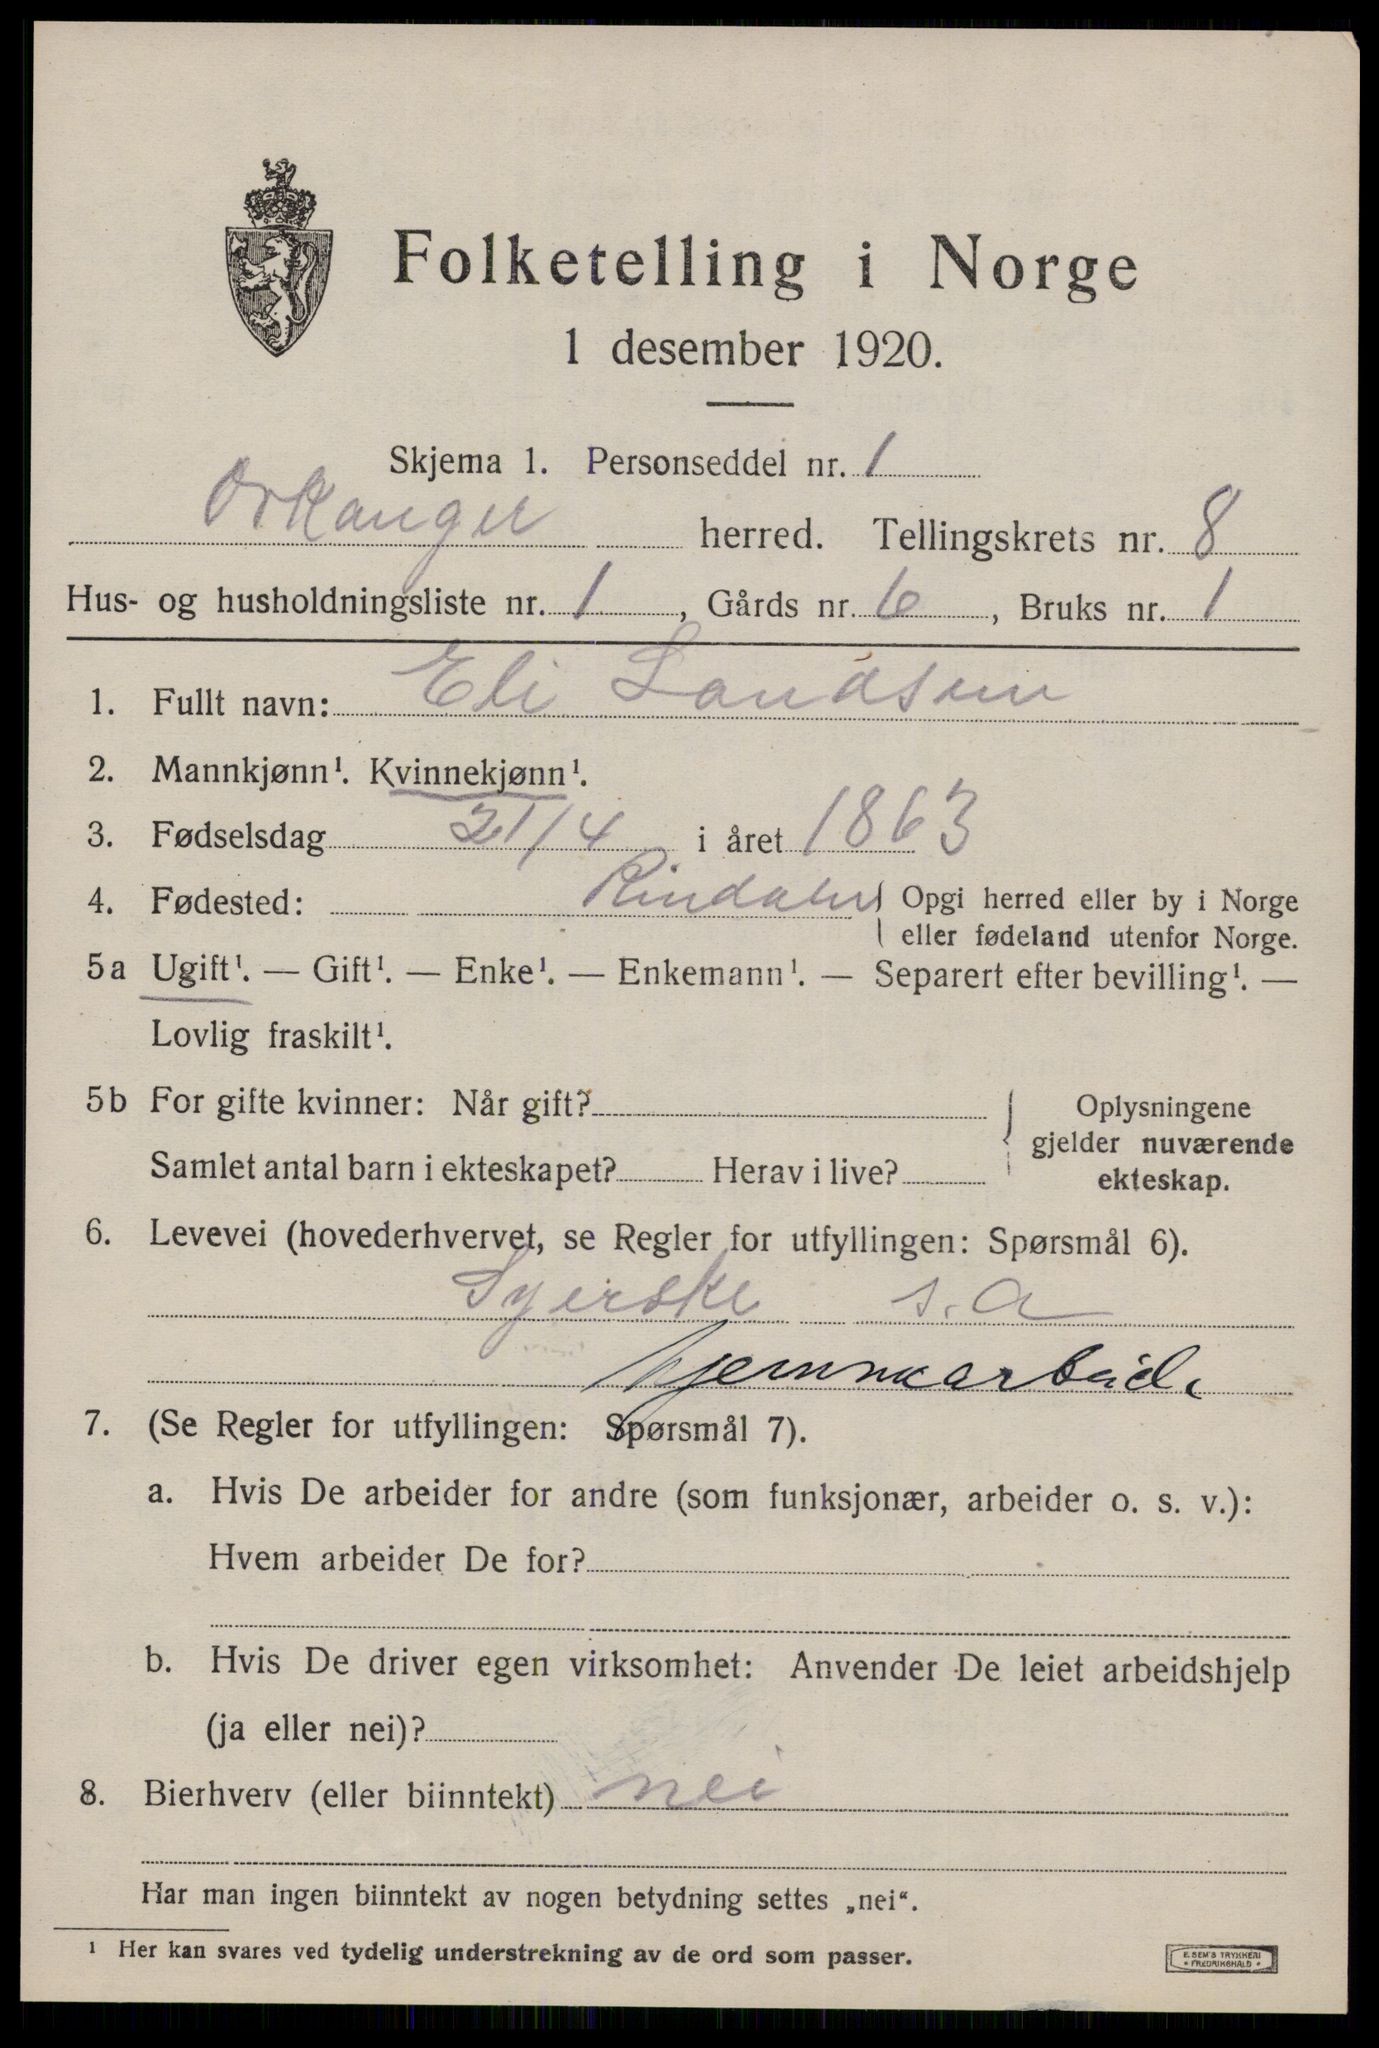 Folketelling i Norge
1 desember 1920.
Skjema 1. Personseddel nr. 1
Orkanger herred. Tellingskrets nr. 8
Hus- og husholdningsliste nr. 1, Gårds nr. 6, Bruks nr. 1
1. Fullt navn: Eli
2. Mannkjønn¹. Kvinnekjønn¹.
3. Fødselsdag 21/4 i året 1863
4. Fødested: Opgi herred eller by i Norge
eller fødeland utenfor Norge.
5a Ugift¹. — Gift¹. — Enke¹. — Enkemann¹. — Separert efter bevilling¹. —
Lovlig fraskilt¹.
5b For gifte kvinner: Når gift?
Samlet antal barn i ekteskapet? Herav i live?
Oplysningene
gjelder nuværende
ekteskap.
6. Levevei (hovederhvervet, se Regler for utfyllingen: Spørsmål 6).
Syerske s.a
hjemmearbeid.
7. (Se Regler for utfyllingen: Spørsmål 7).
a. Hvis De arbeider for andre (som funksjonær, arbeider o. s. v.):
Hvem arbeider De for?
b. Hvis De driver egen virksomhet: Anvender De leiet arbeidshjelp
(ja eller nei)?
8. Bierhverv (eller biinntekt) nei
Har man ingen biinntekt av nogen betydning settes „nei“.
¹ Her kan svares ved tydelig understrekning av de ord som passer.
E. SEM'S TRYKKERI
• FREDRIKSHALD •